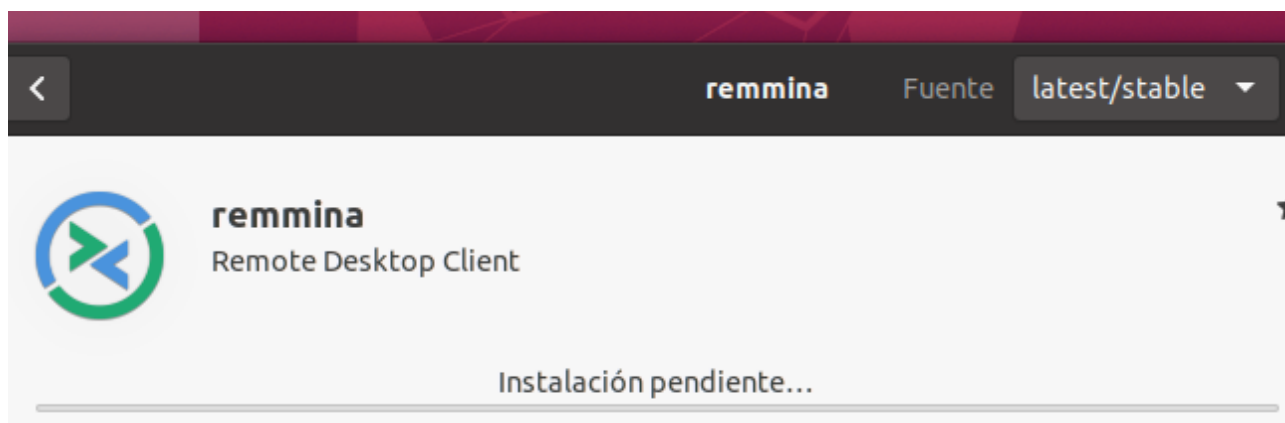 remmina Fuente latest/stable
remmina
Remote Desktop Client
Instalación pendiente...